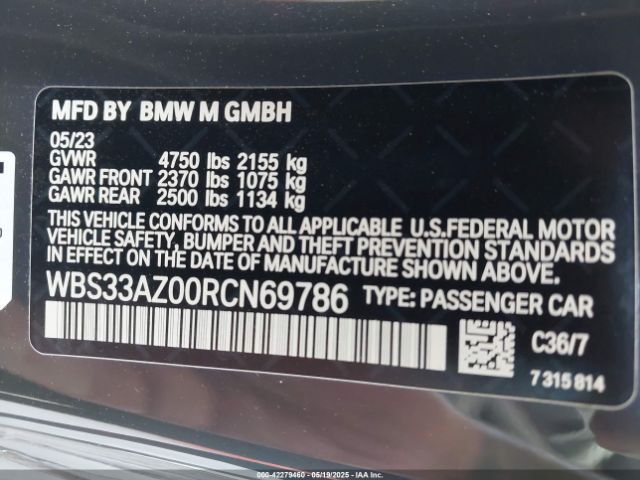 MFD BY BMW M GMBH
05/23
GVWR 4750 lbs 2155 kg
GAWR FRONT 2370 lbs 1075 kg
GAWR REAR 2500 lbs 1134 kg
THIS VEHICLE CONFORMS TO ALL APPLICABLE U.S.FEDERAL MOTOR
VEHICLE SAFETY, BUMPER AND THEFT PREVENTION STANDARDS
IN EFFECT ON THE DATE OF MANUFACTURE SHOWN ABOVE.
WBS33AZ00RCN69786 TYPE: PASSENGER CAR
C36/7
7 315 814
000-42279460 - 05/19/2025 - COPYRIGHT IAA, LLC